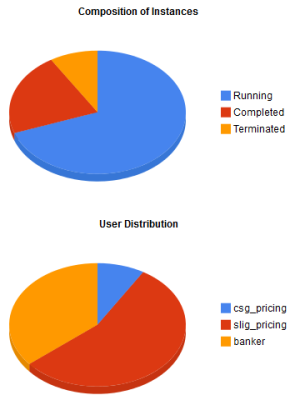 Composition of Instances
Running
Completed
Terminated
User Distribution
csg_pricing
slig_pricing
banker